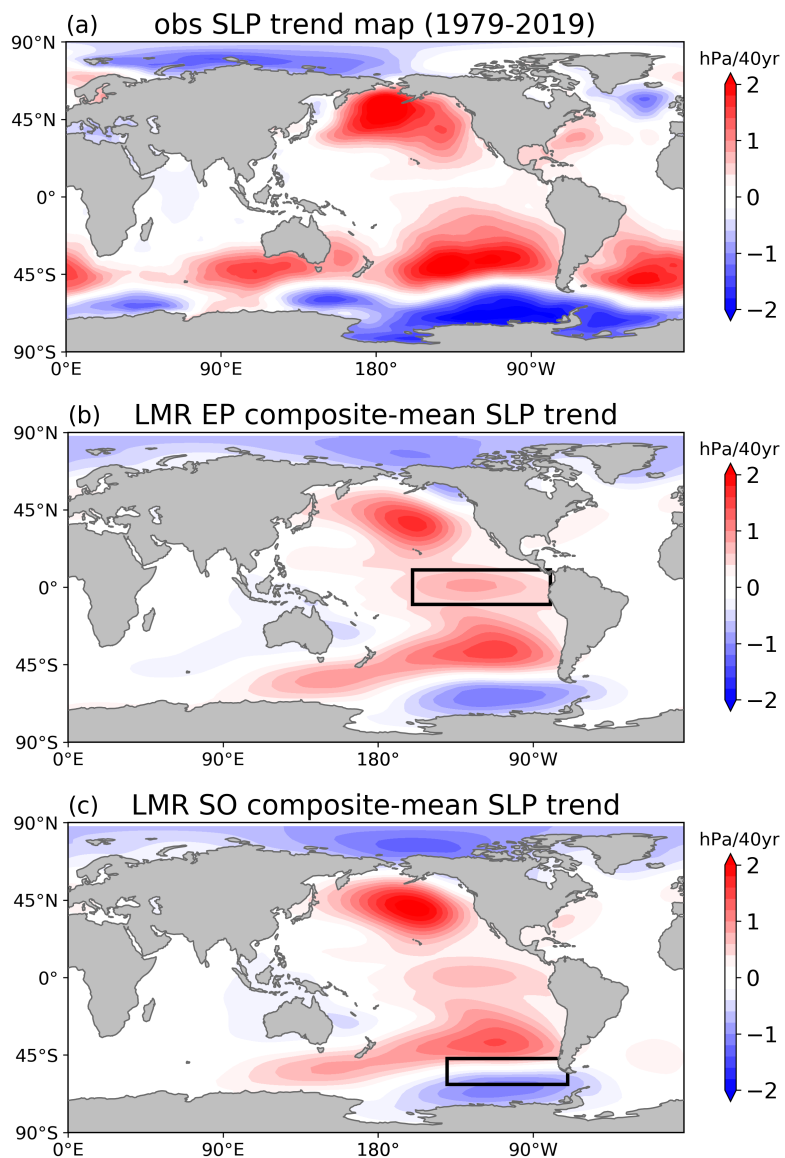 (a) obs SLP trend map (1979-2019)
hPa/40yr
90°N
45°N
0°
45°S
90°S
0°E 90°E 180° 90°W
2
1
0
−1
−2
(b) LMR EP composite-mean SLP trend
hPa/40yr
90°N
45°N
0°
45°S
90°S
0°E 90°E 180° 90°W
2
1
0
−1
−2
(c) LMR SO composite-mean SLP trend
hPa/40yr
90°N
45°N
0°
45°S
90°S
0°E 90°E 180° 90°W
2
1
0
−1
−2